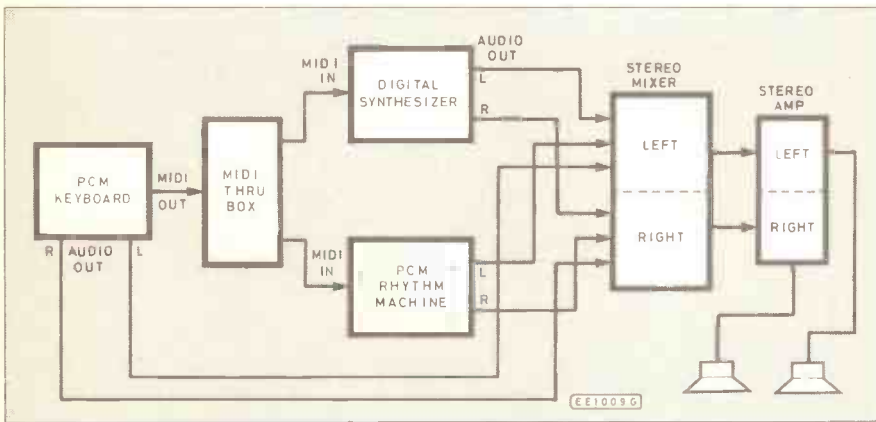 PCM
KEYBOARD
MIDI
OUT
R AUDIO L
OUT
MIDI
THRU
BOX
MIDI
IN
DIGITAL
SYNTHESIZER
AUDIO
OUT
L
R
MIDI
IN
PCM
RHYTHM
MACHINE
L
R
STEREO
MIXER
LEFT
RIGHT
STEREO
AMP
LEFT
RIGHT
EE1009G